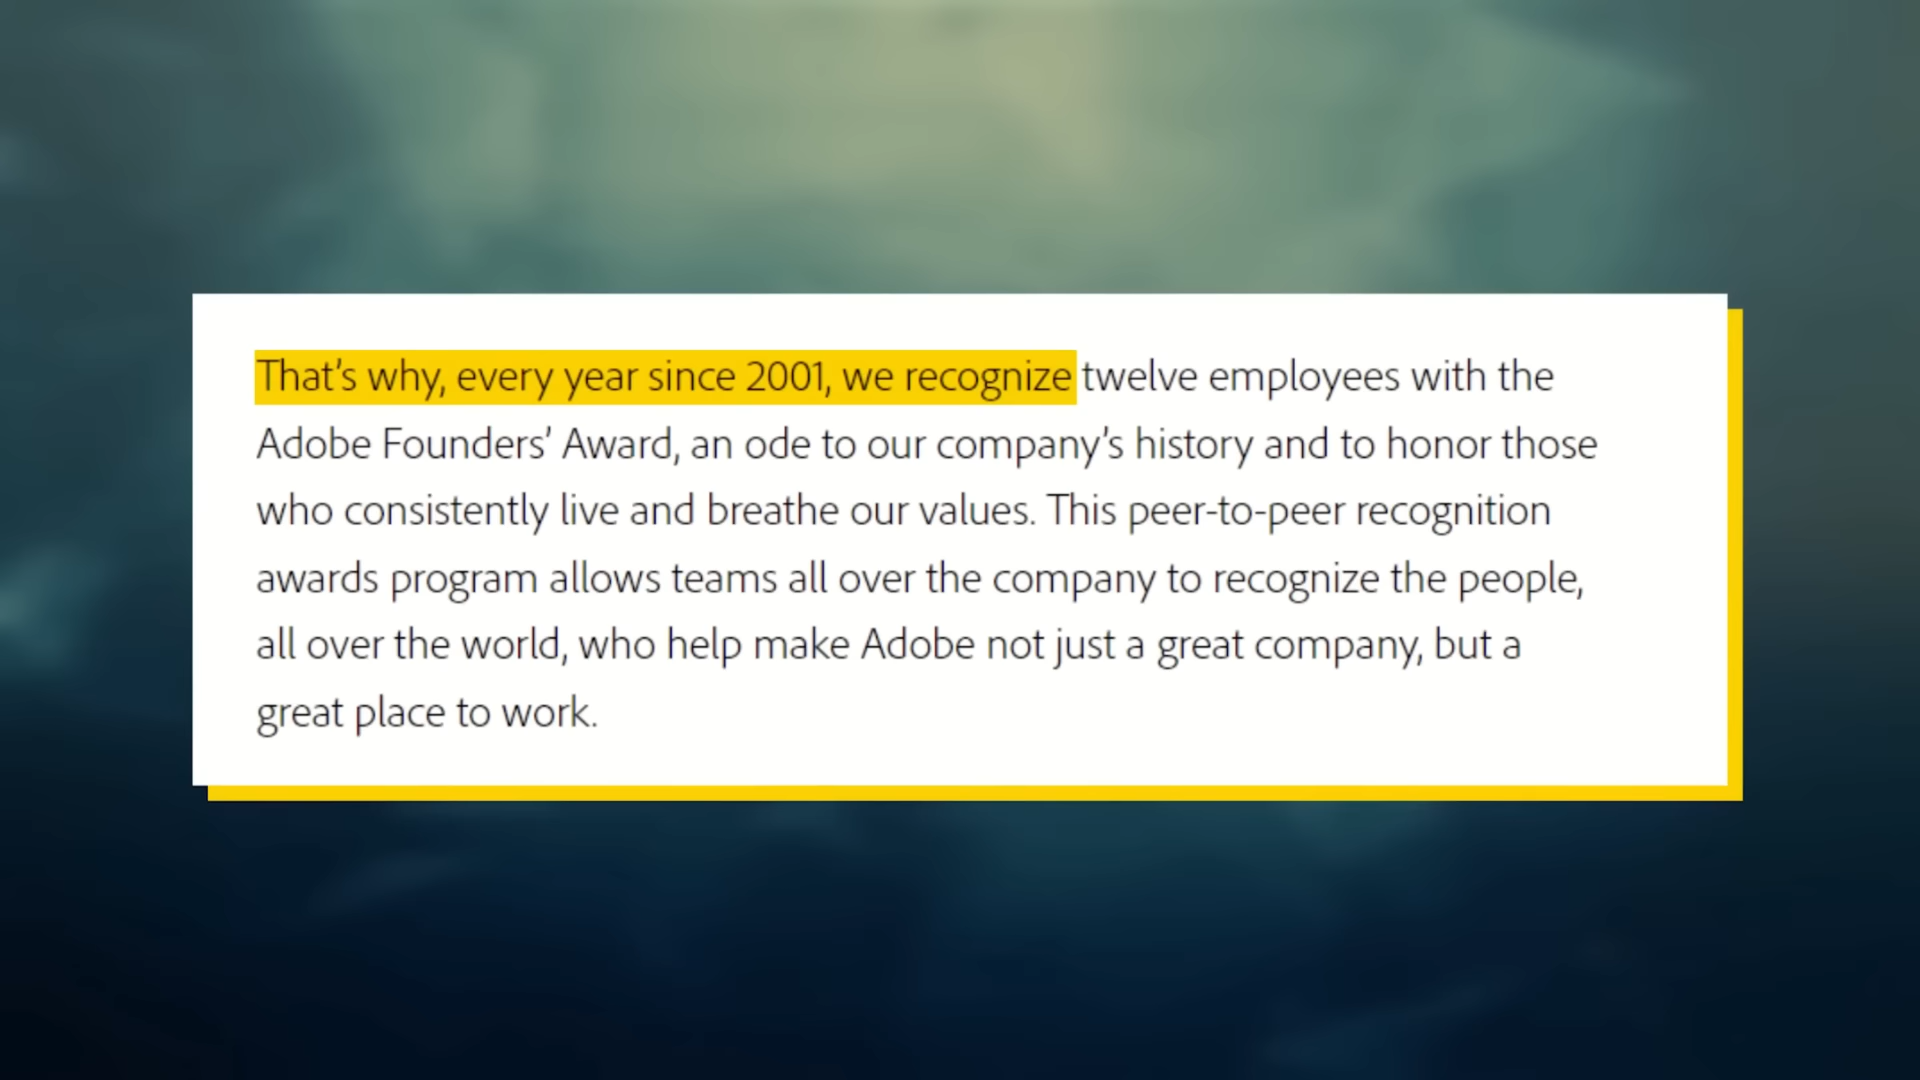 That’s why, every year since 2001, we recognize twelve employees with the
Adobe Founders’ Award, an ode to our company’s history and to honor those
who consistently live and breathe our values. This peer-to-peer recognition
awards program allows teams all over the company to recognize the people,
all over the world, who help make Adobe not just a great company, but a
great place to work.